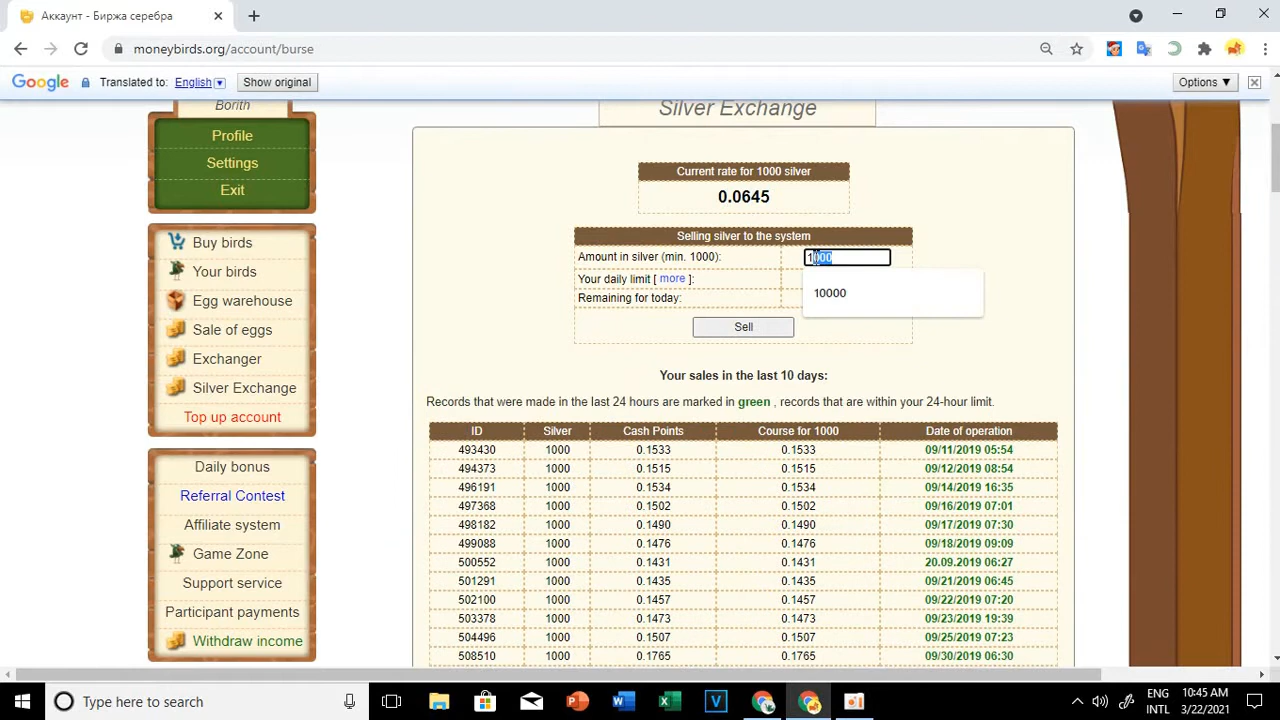 Аккаунт - Биржа серебра
moneybirds.org/account/burse
Google Translated to: English Show original Options
Borith
Profile
Settings
Exit
Buy birds
Your birds
Egg warehouse
Sale of eggs
Exchanger
Silver Exchange
Top up account
Daily bonus
Referral Contest
Affiliate system
Game Zone
Support service
Participant payments
Withdraw income
Silver Exchange
Current rate for 1000 silver
0.0645
Selling silver to the system
Amount in silver (min. 1000): 1000
Your daily limit [ more ]:
10000
Remaining for today:
Sell
Your sales in the last 10 days:
Records that were made in the last 24 hours are marked in green , records that are within your 24-hour limit.
ID Silver Cash Points Course for 1000 Date of operation
493430 1000 0.1533 0.1533 09/11/2019 05:54
494373 1000 0.1515 0.1515 09/12/2019 08:54
496191 1000 0.1534 0.1534 09/14/2019 16:35
497368 1000 0.1502 0.1502 09/16/2019 07:01
498182 1000 0.1490 0.1490 09/17/2019 07:30
499088 1000 0.1476 0.1476 09/18/2019 09:09
500552 1000 0.1431 0.1431 20.09.2019 06:27
501291 1000 0.1435 0.1435 09/21/2019 06:45
502100 1000 0.1457 0.1457 09/22/2019 07:20
503378 1000 0.1473 0.1473 09/23/2019 19:39
504496 1000 0.1507 0.1507 09/25/2019 07:23
508510 1000 0.1765 0.1765 09/30/2019 06:30
Type here to search
ENG
INTL
10:45 AM
3/22/2021